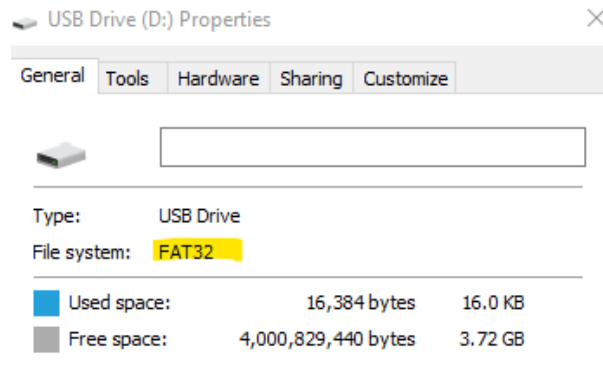 USB Drive (D:) Properties
General Tools Hardware Sharing Customize
Type: USB Drive
File system: FAT32
Used space: 16,384 bytes 16.0 KB
Free space: 4,000,829,440 bytes 3.72 GB